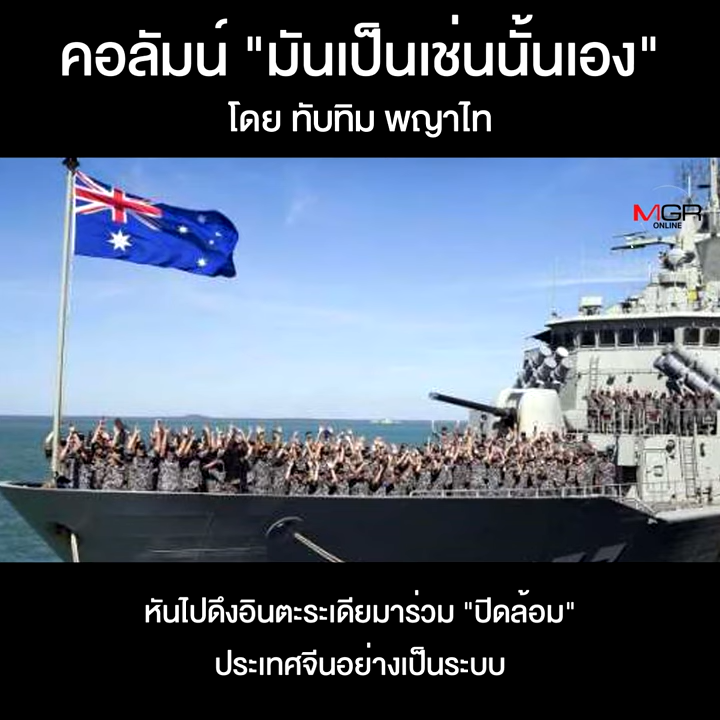 คอลัมน์ "มันเป็นเช่นนั้นเอง"
โดย ทับทิม พญาไท
MGR
ONLINE
หันไปดึงอินตะระเดียมาร่วม "ปิดล้อม"
ประเทศจีนอย่างเป็นระบบ